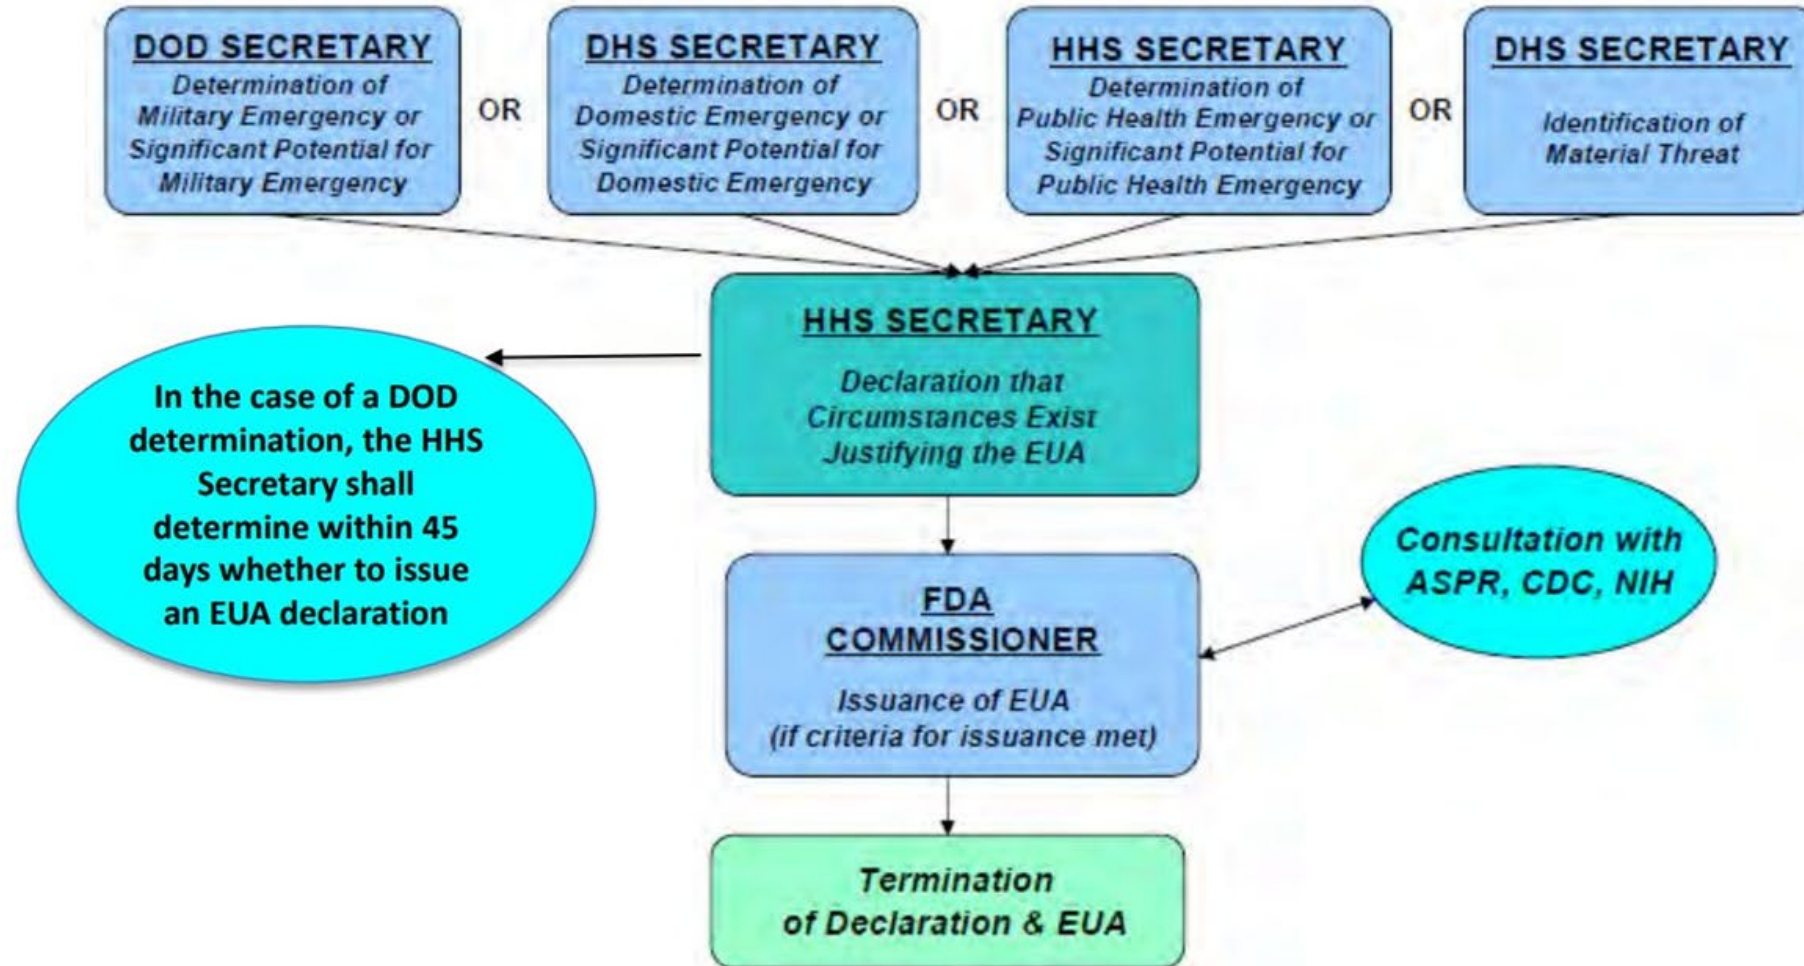 DOD SECRETARY
Determination of
Military Emergency or
Significant Potential for
Military Emergency
OR
DHS SECRETARY
Determination of
Domestic Emergency or
Significant Potential for
Domestic Emergency
OR
HHS SECRETARY
Determination of
Public Health Emergency or
Significant Potential for
Public Health Emergency
OR
DHS SECRETARY
Identification of
Material Threat
HHS SECRETARY
Declaration that
Circumstances Exist
Justifying the EUA
In the case of a DOD
determination, the HHS
Secretary shall
determine within 45
days whether to issue
an EUA declaration
FDA
COMMISSIONER
Issuance of EUA
(if criteria for issuance met)
Consultation with
ASPR, CDC, NIH
Termination
of Declaration & EUA